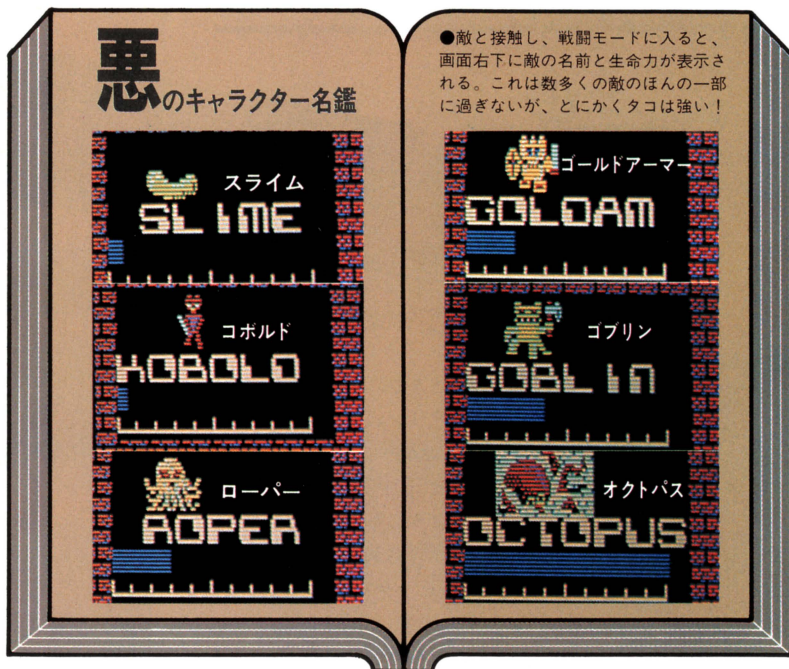 悪のキャラクター名鑑
スライム
SLIME
コボルド
KOBOLD
ローパー
ROPER
●敵と接触し、戦闘モードに入ると、
画面右下に敵の名前と生命力が表示さ
れる。これは数多くの敵のほんの一部
に過ぎないが、とにかくタコは強い！
ゴールドアーマー
GOLDAM
ゴブリン
GOBLIN
オクトパス
OCTOPUS